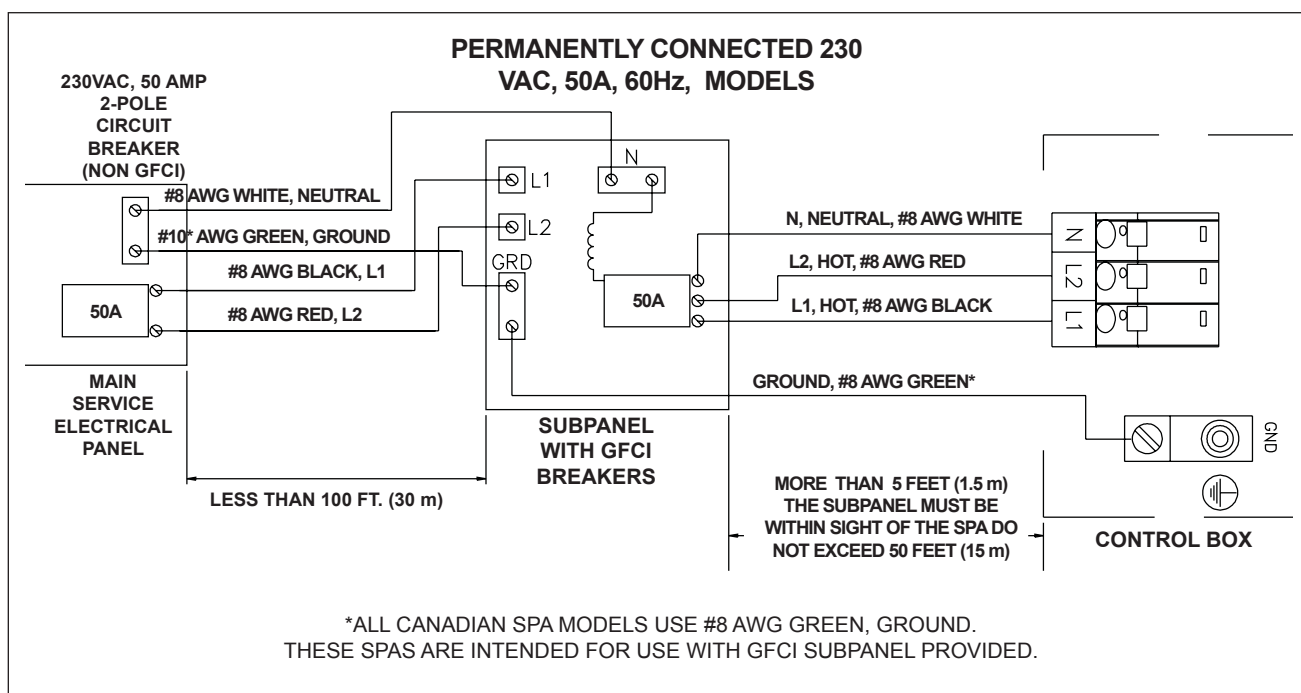 PERMANENTLY CONNECTED 230
VAC, 50A, 60Hz, MODELS
230VAC, 50 AMP
2-POLE
CIRCUIT
BREAKER
(NON GFCI)
#8 AWG WHITE, NEUTRAL
#10* AWG GREEN, GROUND
#8 AWG BLACK, L1
50A
#8 AWG RED, L2
MAIN
SERVICE
ELECTRICAL
PANEL
LESS THAN 100 FT. (30 m)
N
L1
L2
GRD
50A
SUBPANEL
WITH GFCI
BREAKERS
N, NEUTRAL, #8 AWG WHITE
L2, HOT, #8 AWG RED
L1, HOT, #8 AWG BLACK
GROUND, #8 AWG GREEN*
MORE THAN 5 FEET (1.5 m)
THE SUBPANEL MUST BE
WITHIN SIGHT OF THE SPA DO
NOT EXCEED 50 FEET (15 m)
N
L2
L1
GND
CONTROL BOX
*ALL CANADIAN SPA MODELS USE #8 AWG GREEN, GROUND.
THESE SPAS ARE INTENDED FOR USE WITH GFCI SUBPANEL PROVIDED.